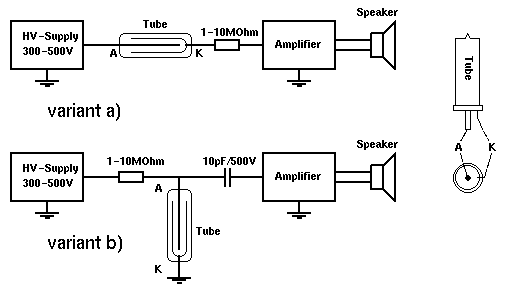 Speaker
Tube
1-10MOhm
HV-Supply
300-500V
A
K
Amplifier
variant a)
Tube
A
K
Speaker
1-10MOhm
10pF/500V
HV-Supply
300-500V
A
Amplifier
Tube
variant b)
K